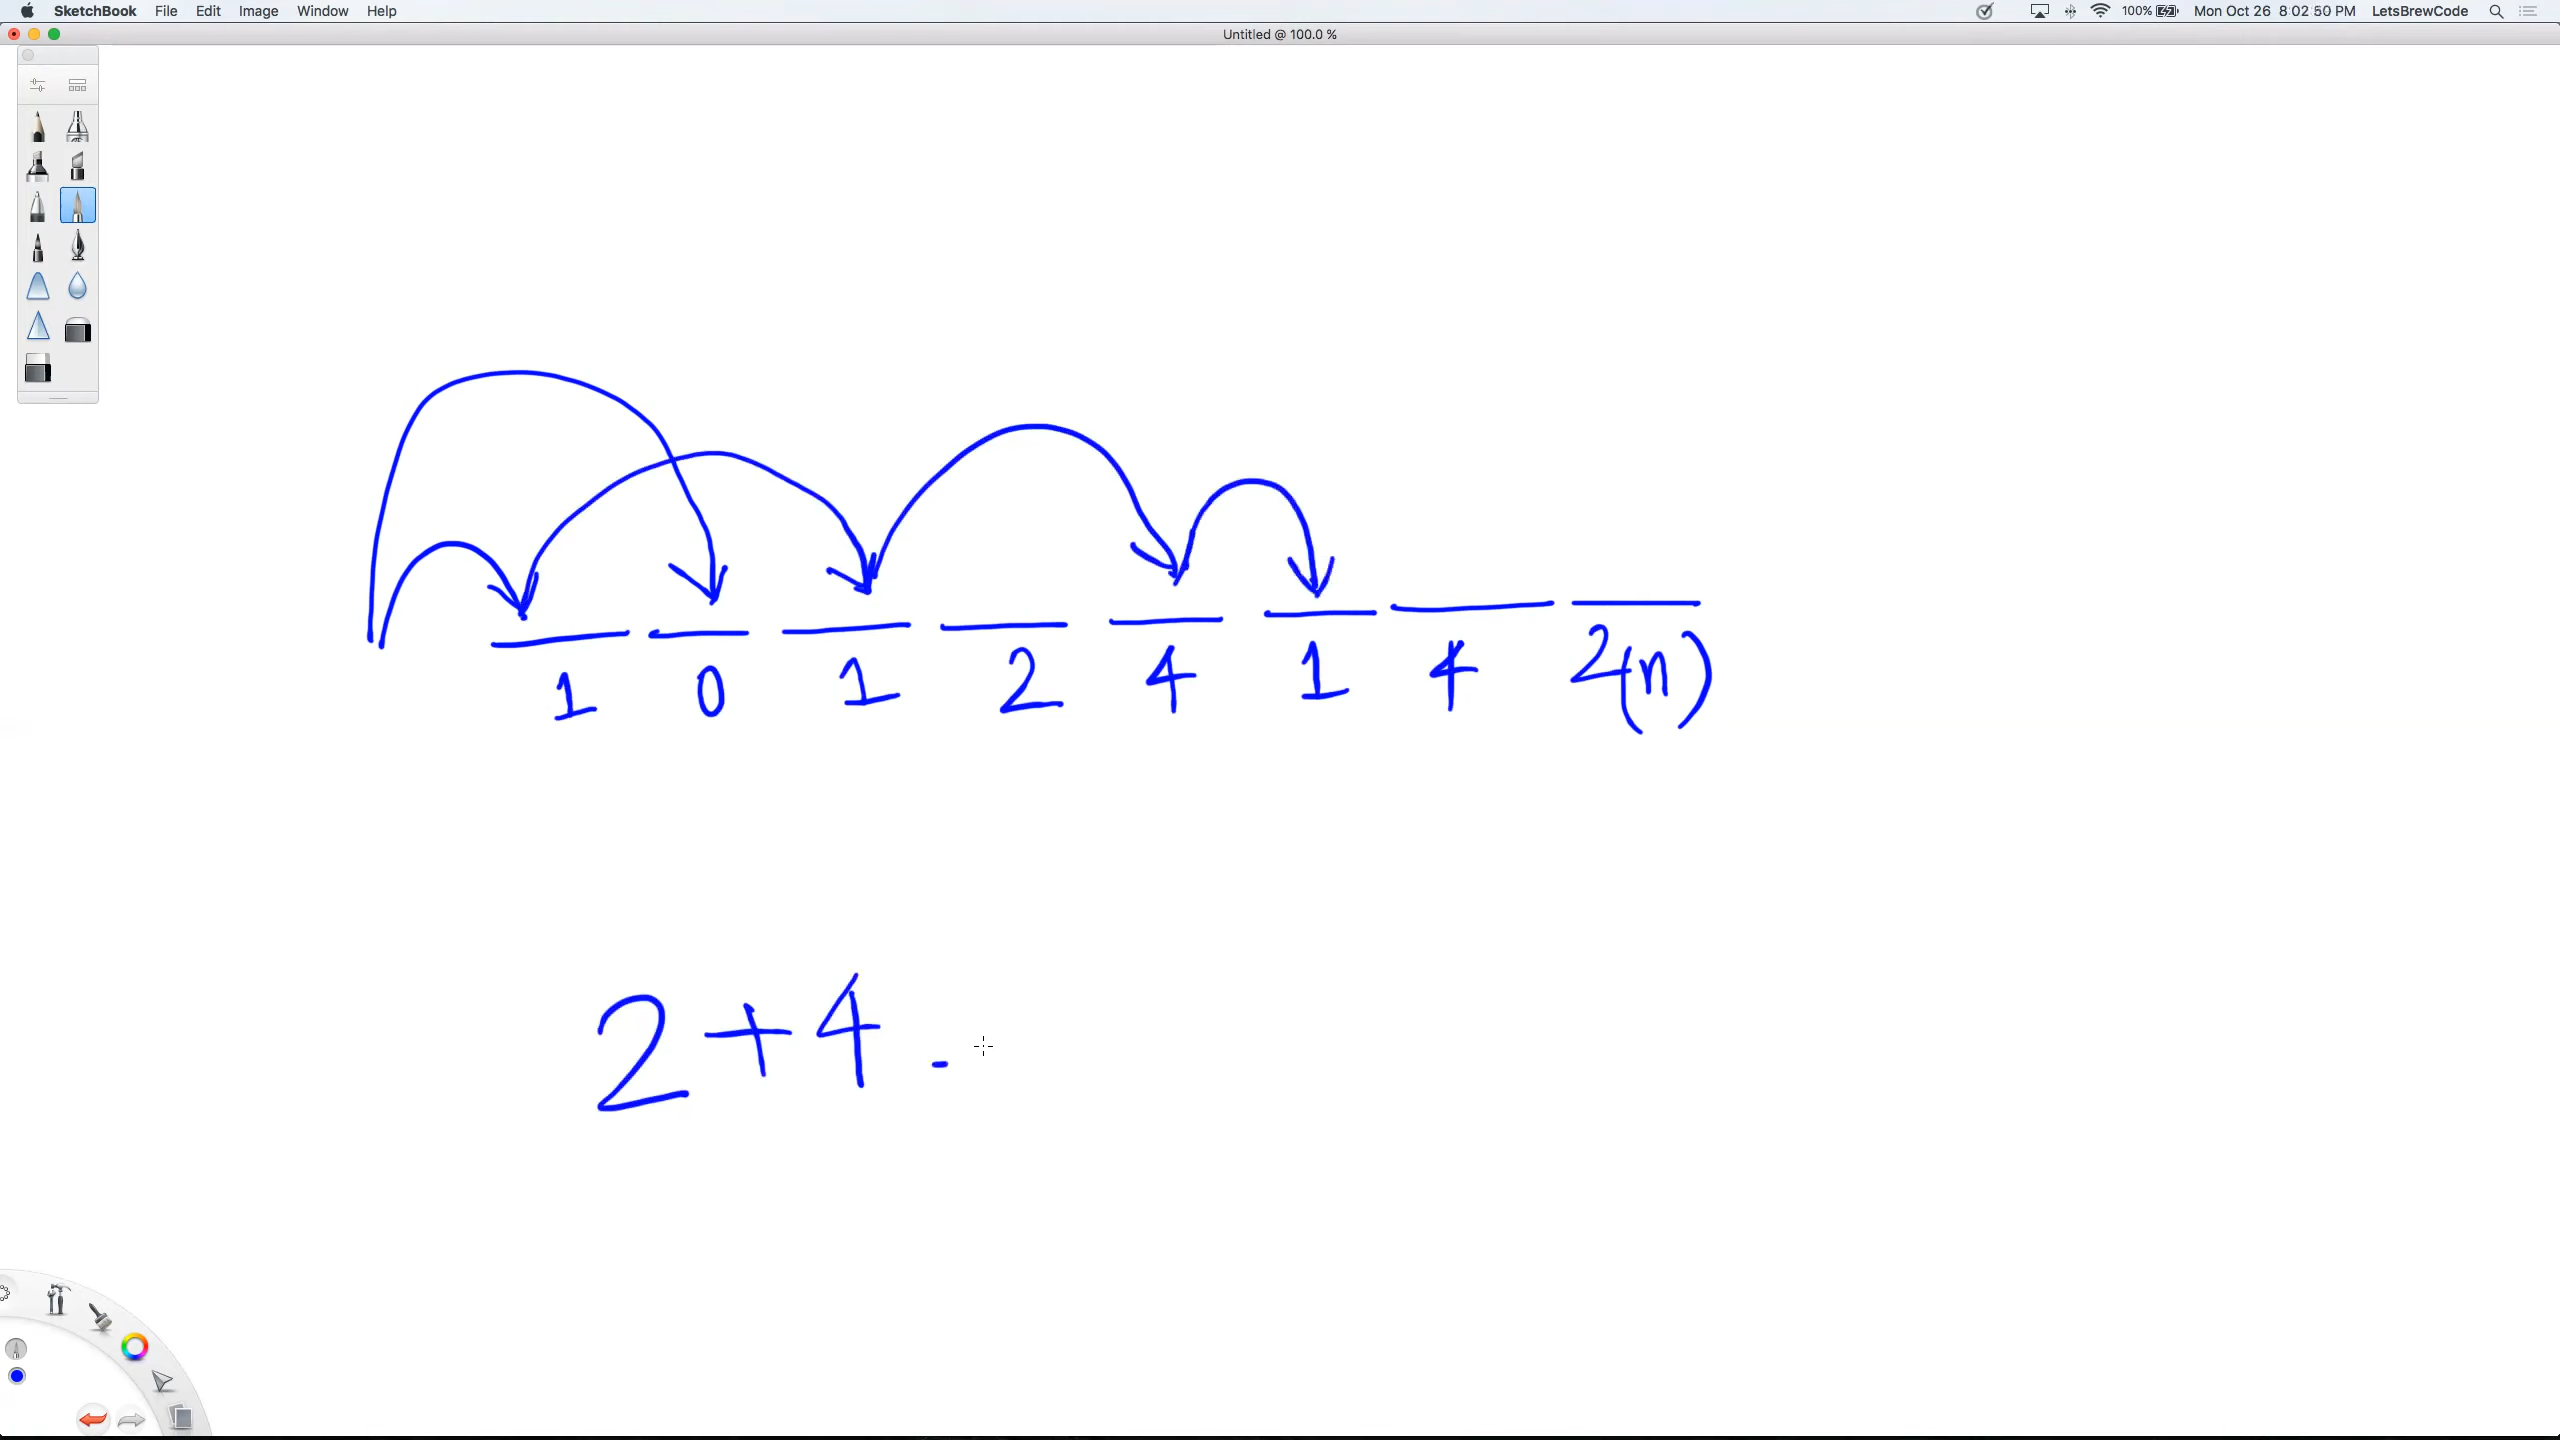 SketchBook File Edit Image Window Help 100% Mon Oct 26 8:02:50 PM LetsBrewCode
Untitled @ 100.0 %
1 0 1 2 4 1 4 2(n)
2+4 -